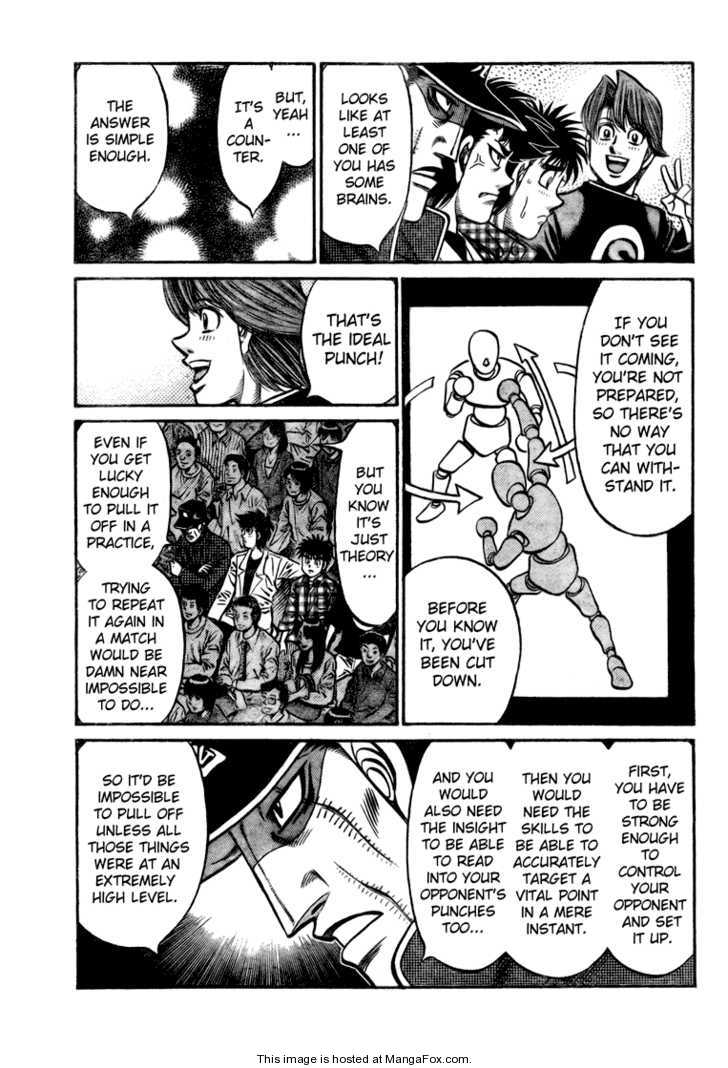 LOOKS
LIKE AT
LEAST
ONE OF
YOU HAS
SOME
BRAINS.
BUT,
YEAH
...
IT'S
A
COUN-
TER.
THE
ANSWER
IS SIMPLE
ENOUGH.
IF YOU
DON'T SEE
IT COMING,
YOU'RE NOT
PREPARED,
SO THERE'S
NO WAY
THAT YOU
CAN WITH-
STAND IT.
BEFORE
YOU KNOW
IT, YOU'VE
BEEN CUT
DOWN.
THAT'S
THE IDEAL
PUNCH!
BUT
YOU
KNOW
IT'S
JUST
THEORY
...
EVEN IF
YOU GET
LUCKY
ENOUGH
TO PULL IT
OFF IN A
PRACTICE,
TRYING
TO REPEAT
IT AGAIN IN
A MATCH
WOULD BE
DAMN NEAR
IMPOSSIBLE
TO DO...
FIRST,
YOU HAVE
TO BE
STRONG
ENOUGH
TO
CONTROL
YOUR
OPPONENT
AND SET
IT UP.
THEN YOU
WOULD
NEED THE
SKILLS TO
BE ABLE TO
ACCURATELY
TARGET A
VITAL POINT
IN A MERE
INSTANT.
AND YOU
WOULD
ALSO NEED
THE INSIGHT
TO BE ABLE
TO READ
INTO YOUR
OPPONENT'S
PUNCHES
TOO...
SO IT'D BE
IMPOSSIBLE
TO PULL OFF
UNLESS ALL
THOSE THINGS
WERE AT AN
EXTREMELY
HIGH LEVEL.
This image is hosted at MangaFox.com.